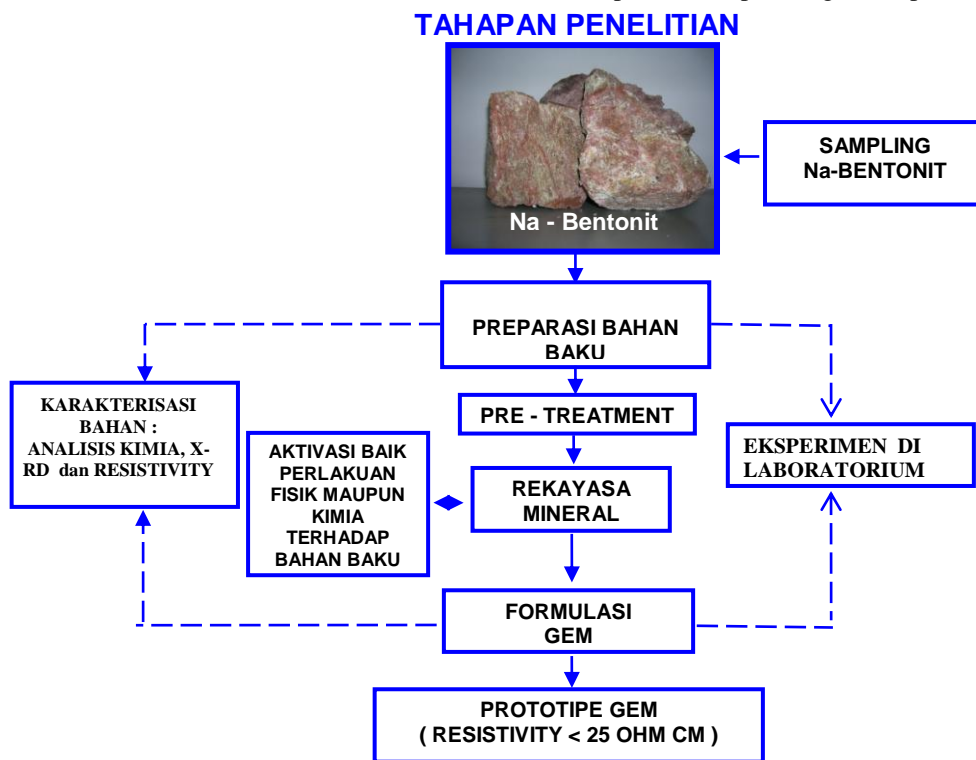 TAHAPAN PENELITIAN
Na - Bentonit
SAMPLING
Na-BENTONIT
PREPARASI BAHAN
BAKU
KARAKTERISASI
BAHAN :
ANALISIS KIMIA, X-
RD dan RESISTIVITY
PRE - TREATMENT
AKTIVASI BAIK
PERLAKUAN
FISIK MAUPUN
KIMIA
TERHADAP
BAHAN BAKU
REKAYASA
MINERAL
EKSPERIMEN DI
LABORATORIUM
FORMULASI
GEM
PROTOTIPE GEM
( RESISTIVITY < 25 OHM CM )